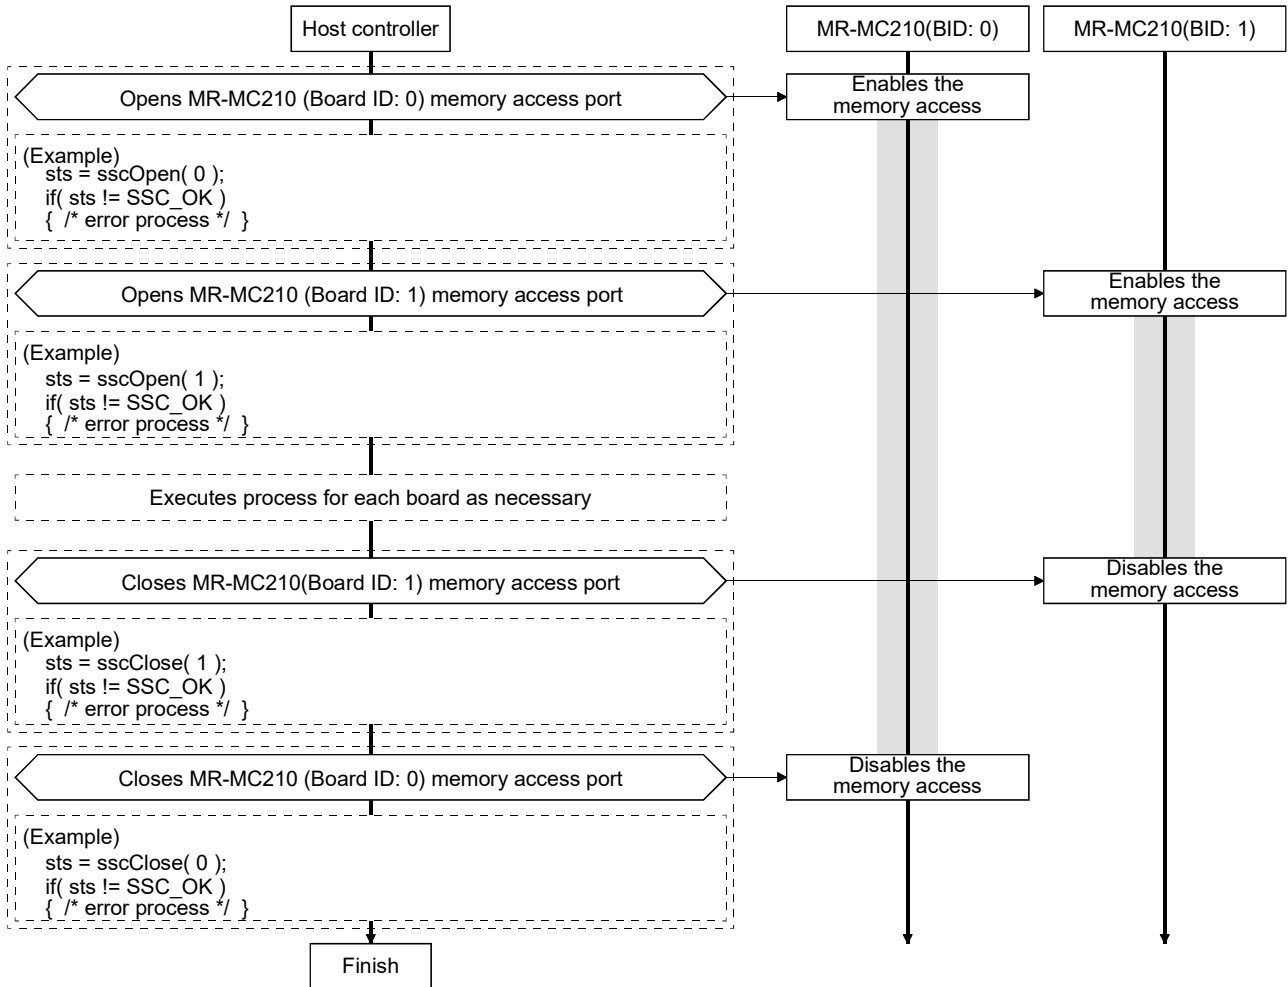 Host controller
MR-MC210(BID: 0)
MR-MC210(BID: 1)
Opens MR-MC210 (Board ID: 0) memory access port
Enables the
memory access
(Example)
sts = sscOpen( 0 );
if( sts != SSC_OK )
{  /* error process */  }
Opens MR-MC210 (Board ID: 1) memory access port
Enables the
memory access
(Example)
sts = sscOpen( 1 );
if( sts != SSC_OK )
{  /* error process */  }
Executes process for each board as necessary
Closes MR-MC210(Board ID: 1) memory access port
Disables the
memory access
(Example)
sts = sscClose( 1 );
if( sts != SSC_OK )
{  /* error process */  }
Closes MR-MC210 (Board ID: 0) memory access port
Disables the
memory access
(Example)
sts = sscClose( 0 );
if( sts != SSC_OK )
{  /* error process */  }
Finish